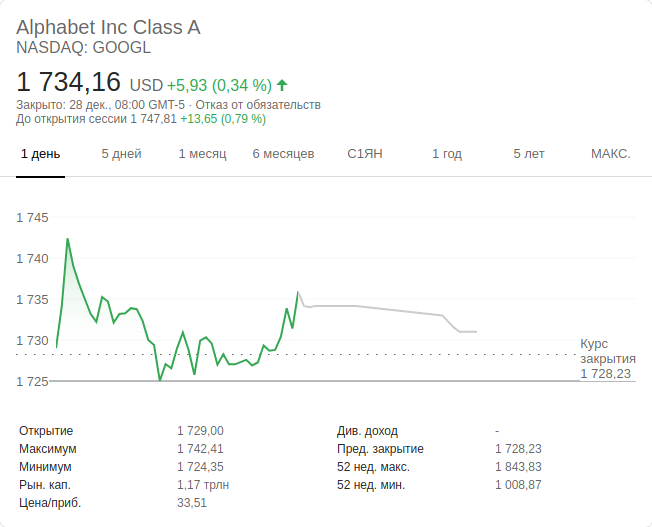 Alphabet Inc Class A
NASDAQ: GOOGL
1 734,16 USD +5,93 (0,34 %)
Закрыто: 28 дек., 08:00 GMT-5 · Отказ от обязательств
До открытия сессии 1 747,81 +13,65 (0,79 %)
1 день 5 дней 1 месяц 6 месяцев С1ЯН 1 год 5 лет МАКС.
1 745
1 740
1 735
1 730
1 725
Курс
закрытия
1 728,23
Открытие 1 729,00 Див. доход -
Максимум 1 742,41 Пред. закрытие 1 728,23
Минимум 1 724,35 52 нед. макс. 1 843,83
Рын. кап. 1,17 трлн 52 нед. мин. 1 008,87
Цена/приб. 33,51